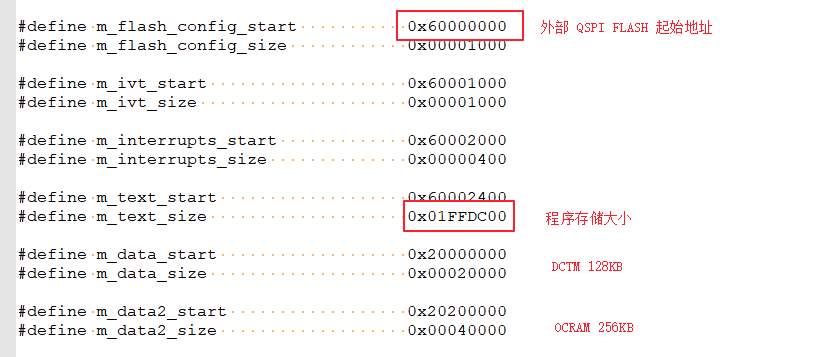 #define m_flash_config_start 0x60000000 外部 QSPI FLASH 起始地址
#define m_flash_config_size 0x00001000
#define m_ivt_start 0x60001000
#define m_ivt_size 0x00001000
#define m_interrupts_start 0x60002000
#define m_interrupts_size 0x00000400
#define m_text_start 0x60002400
#define m_text_size 0x01FFDC00 程序存储大小
#define m_data_start 0x20000000
#define m_data_size 0x00020000 DCTM 128KB
#define m_data2_start 0x20200000
#define m_data2_size 0x00040000 OCRAM 256KB